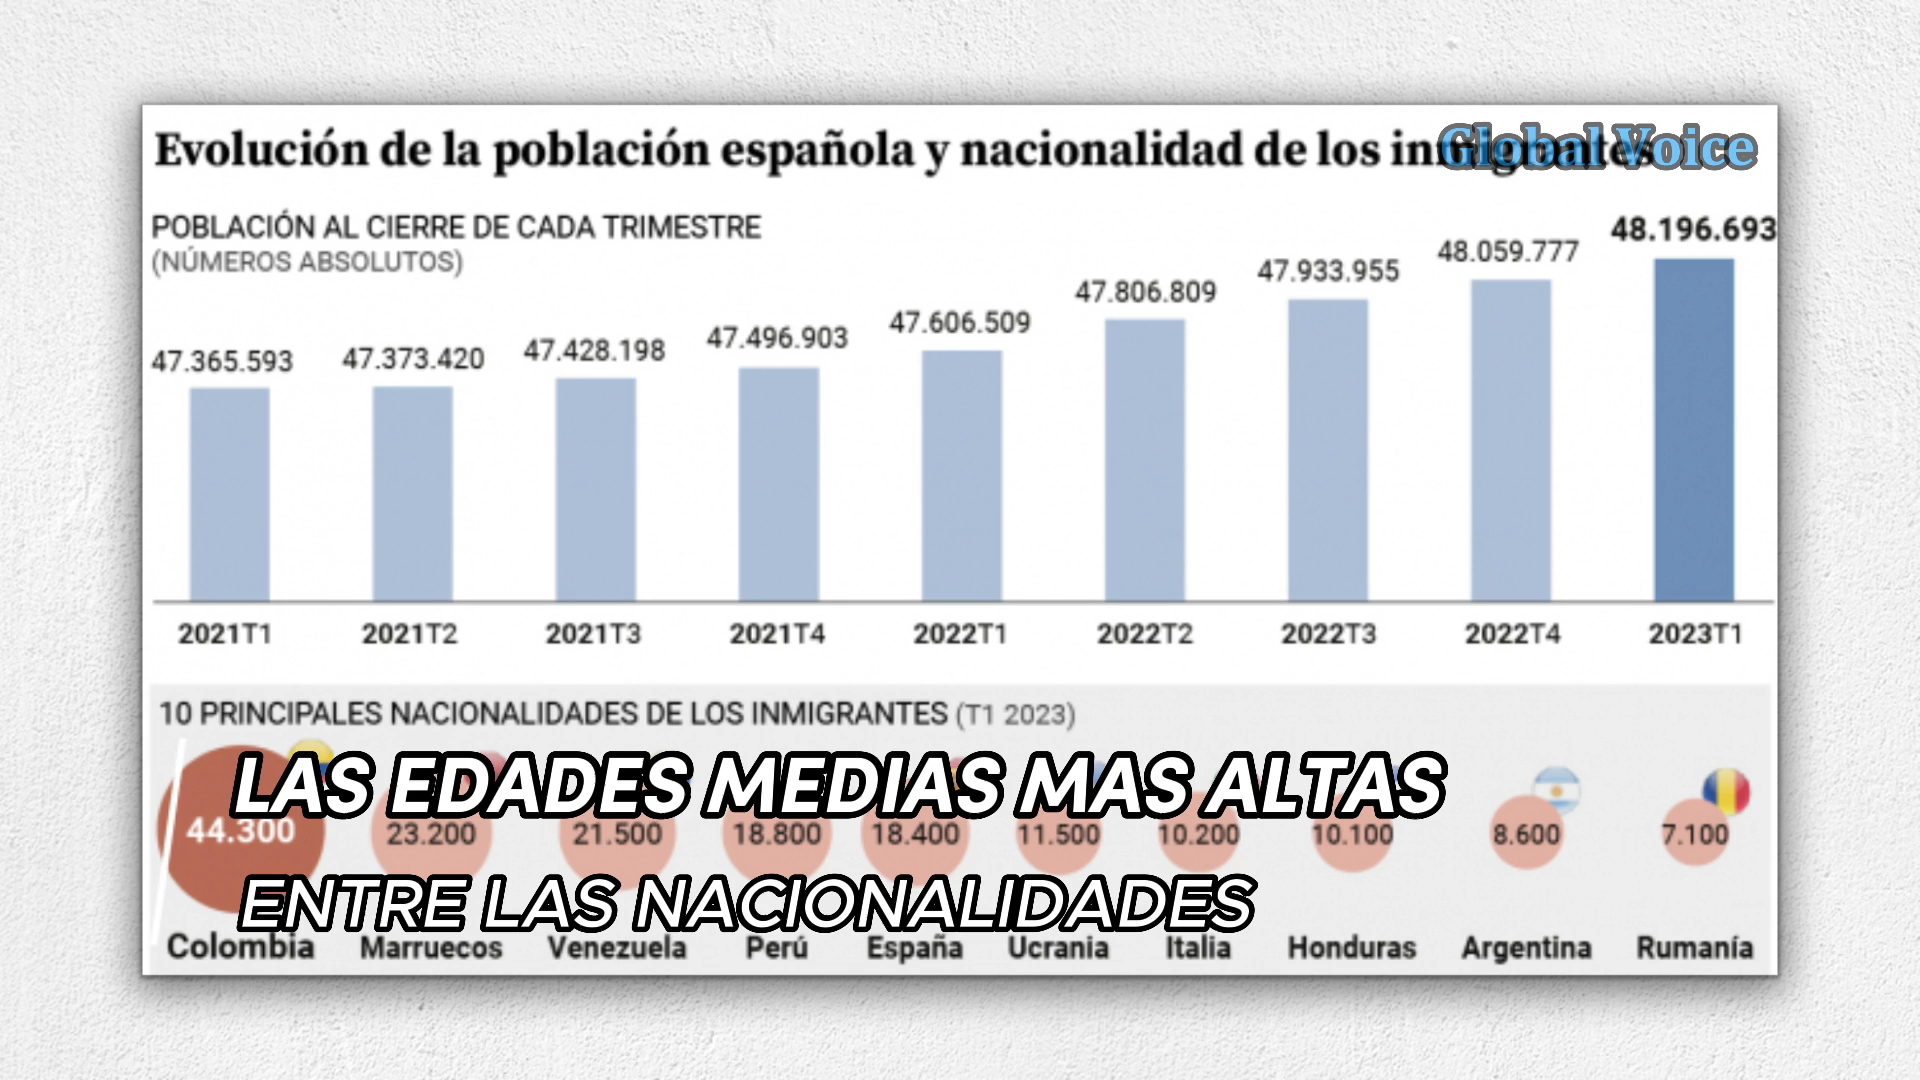 Evolución de la población española y nacionalidad de los inmigrantes
Global Voice
POBLACIÓN AL CIERRE DE CADA TRIMESTRE
(NÚMEROS ABSOLUTOS)
47.365.593 47.373.420 47.428.198 47.496.903 47.606.509 47.806.809 47.933.955 48.059.777 48.196.693
2021T1 2021T2 2021T3 2021T4 2022T1 2022T2 2022T3 2022T4 2023T1
10 PRINCIPALES NACIONALIDADES DE LOS INMIGRANTES (T1 2023)
LAS EDADES MEDIAS MAS ALTAS
44.300 23.200 21.500 18.800 18.400 11.500 10.200 10.100 8.600 7.100
ENTRE LAS NACIONALIDADES
Colombia Marruecos Venezuela Perú España Ucrania Italia Honduras Argentina Rumanía